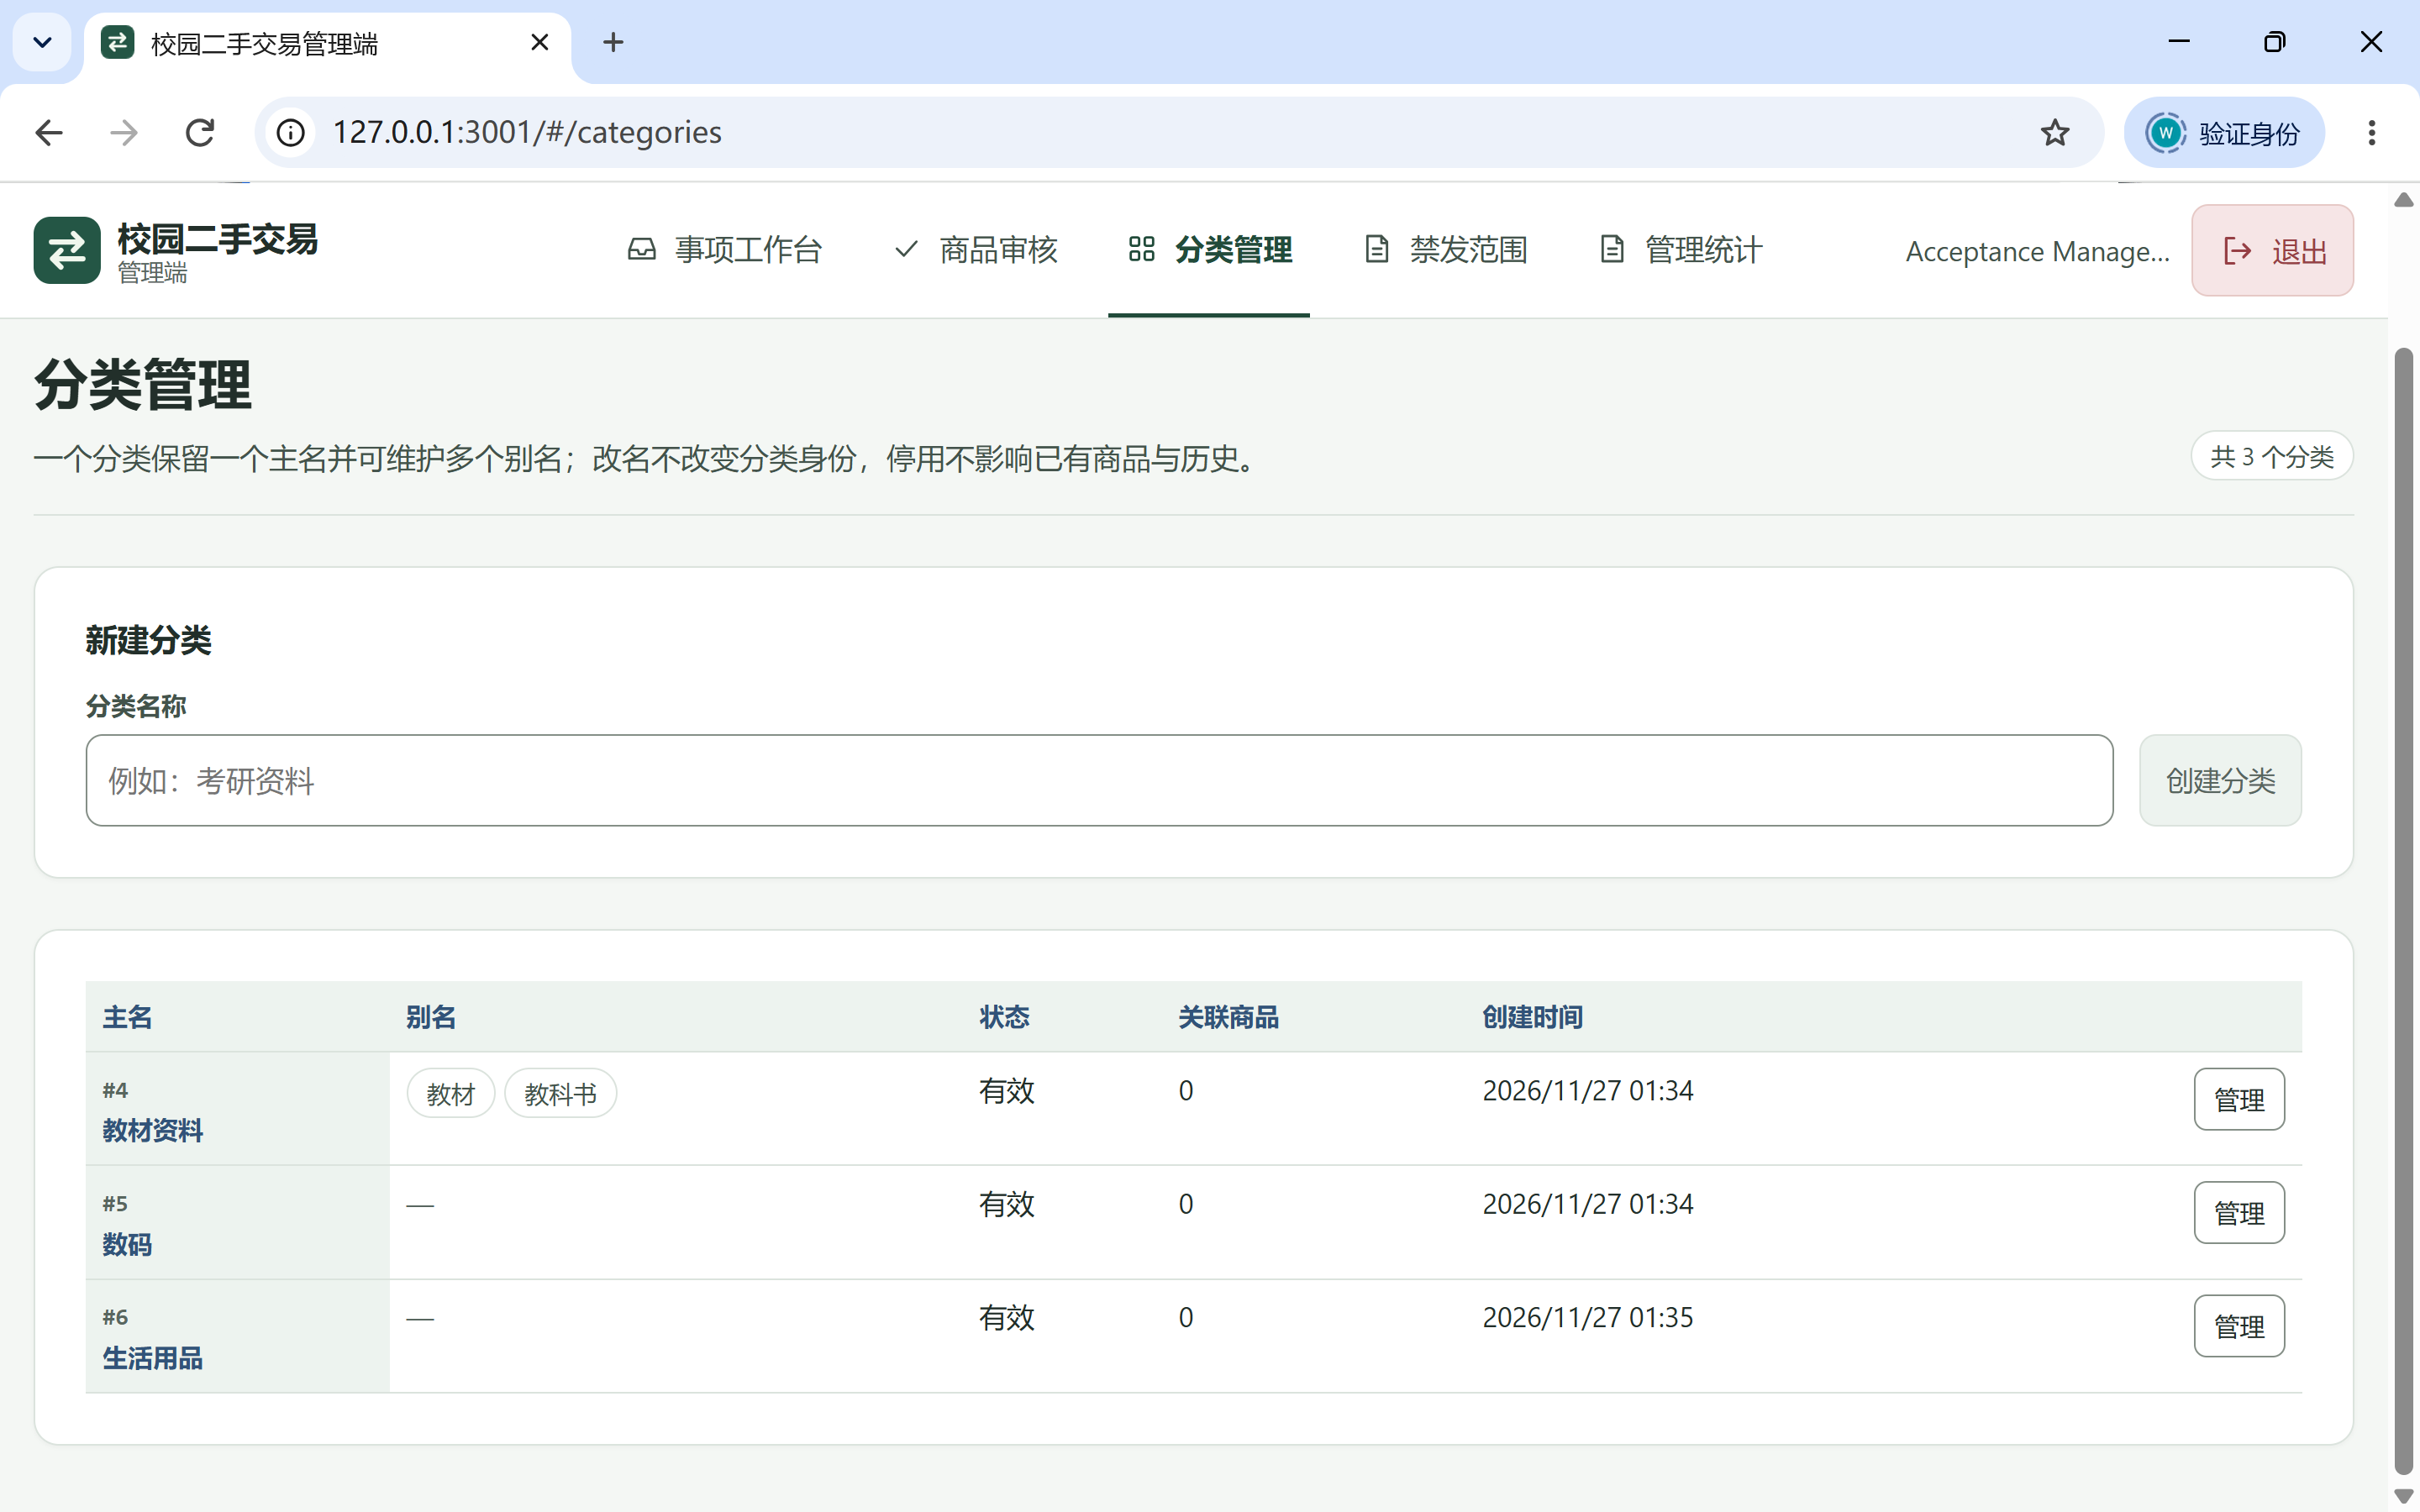 校园二手交易管理端
127.0.0.1:3001/#/categories
W 验证身份
校园二手交易
管理端
事项工作台
商品审核
分类管理
禁发范围
管理统计
Acceptance Manage...
退出
分类管理
一个分类保留一个主名并可维护多个别名；改名不改变分类身份，停用不影响已有商品与历史。
共 3 个分类
新建分类
分类名称
例如：考研资料
创建分类
主名 别名 状态 关联商品 创建时间
#4
教材资料
教材 教科书 有效 0 2026/11/27 01:34 管理
#5
数码
— 有效 0 2026/11/27 01:34 管理
#6
生活用品
— 有效 0 2026/11/27 01:35 管理